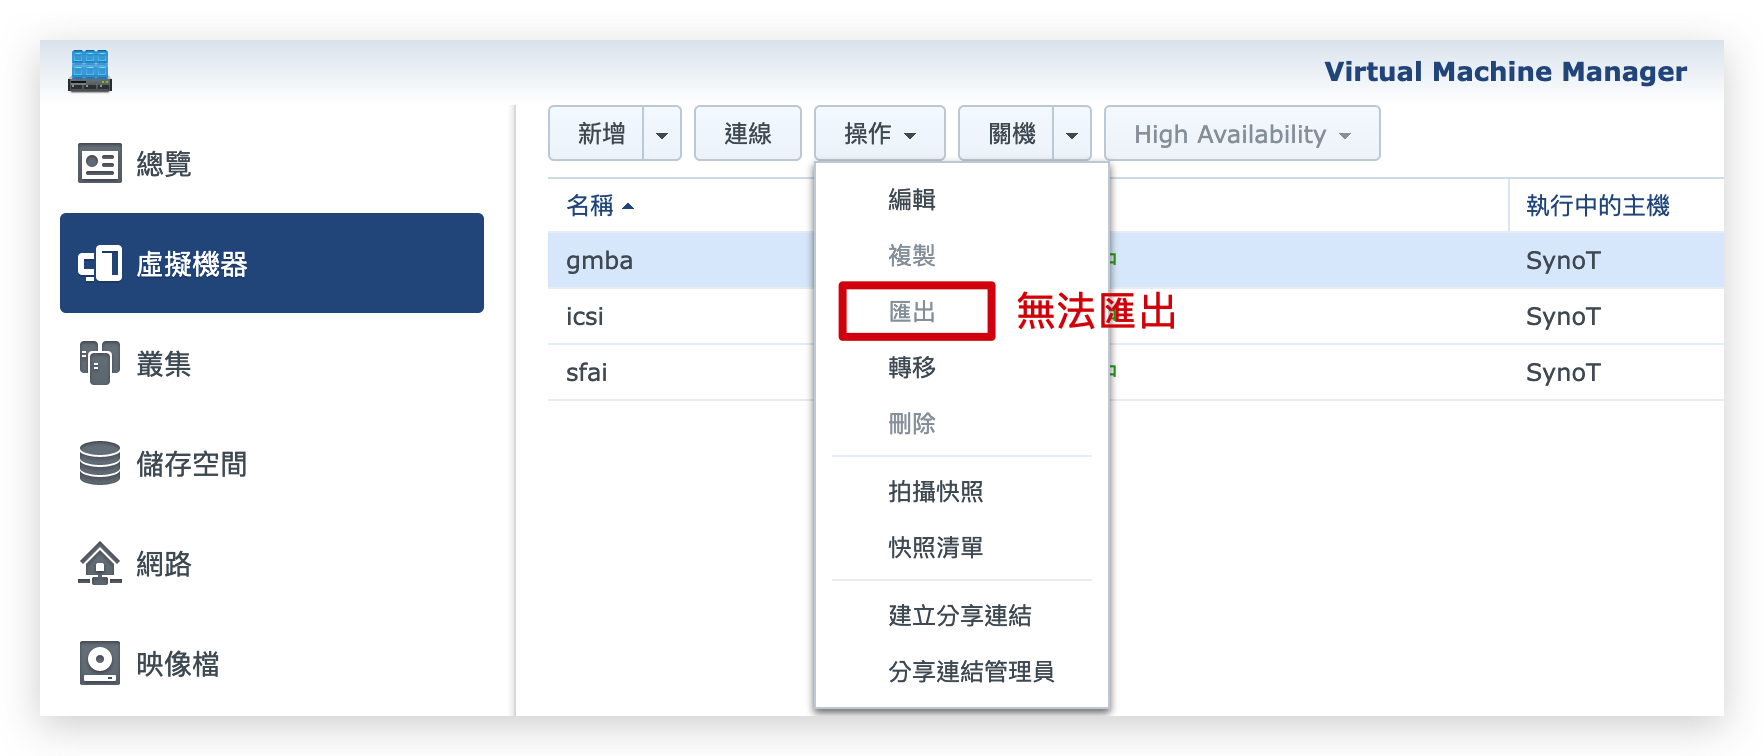 Virtual Machine Manager
總覽
虛擬機器
叢集
儲存空間
網路
映像檔
新增 連線 操作 關機 High Availability
名稱 執行中的主機
gmba SynoT
icsi SynoT
sfai SynoT
編輯
複製
匯出 無法匯出
轉移
刪除
拍攝快照
快照清單
建立分享連結
分享連結管理員